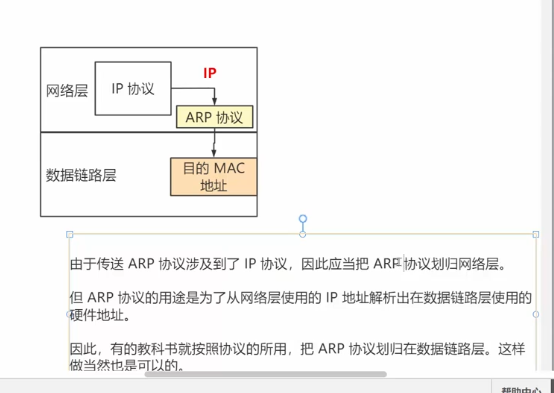 IP
网络层
IP 协议
ARP 协议
数据链路层
目的 MAC
地址
由于传送 ARP 协议涉及到了 IP 协议，因此应当把 ARP 协议划归网络层。
但 ARP 协议的用途是为了从网络层使用的 IP 地址解析出在数据链路层使用的
硬件地址。
因此，有的教科书就按照协议的所用，把 ARP 协议划归在数据链路层。这样
做当然也是可以的。
帮助中心